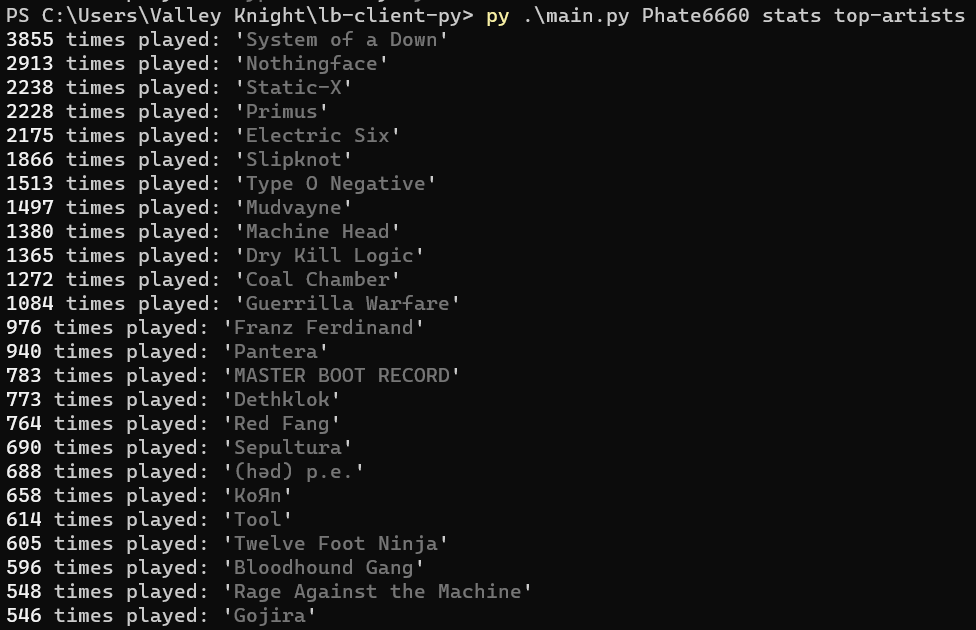 PS C:\Users\Valley Knight\lb-client-py> py .\main.py Phate6660 stats top-artists
3855 times played: 'System of a Down'
2913 times played: 'Nothingface'
2238 times played: 'Static-X'
2228 times played: 'Primus'
2175 times played: 'Electric Six'
1866 times played: 'Slipknot'
1513 times played: 'Type O Negative'
1497 times played: 'Mudvayne'
1380 times played: 'Machine Head'
1365 times played: 'Dry Kill Logic'
1272 times played: 'Coal Chamber'
1084 times played: 'Guerrilla Warfare'
976 times played: 'Franz Ferdinand'
940 times played: 'Pantera'
783 times played: 'MASTER BOOT RECORD'
773 times played: 'Dethklok'
764 times played: 'Red Fang'
690 times played: 'Sepultura'
688 times played: '(həd) p.e.'
658 times played: 'KoЯn'
614 times played: 'Tool'
605 times played: 'Twelve Foot Ninja'
596 times played: 'Bloodhound Gang'
548 times played: 'Rage Against the Machine'
546 times played: 'Gojira'